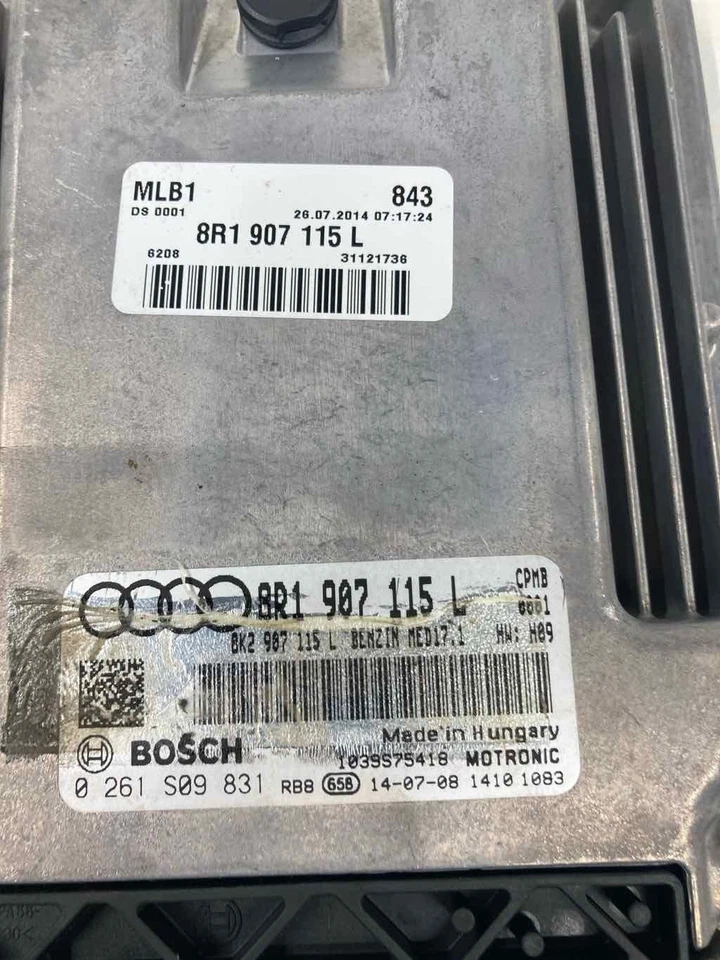 MLB1 843
DS 0001 26.07.2014 07:17:24
8R1 907 115 L
6208 31121736
8R1 907 115 L CPMB
0001
8K2 907 115 L BENZIN MED17.1 HW: H09
Made in Hungary
BOSCH 1039S75418 MOTRONIC
0 261 S09 831 RB8 658 14-07-08 1410 1083